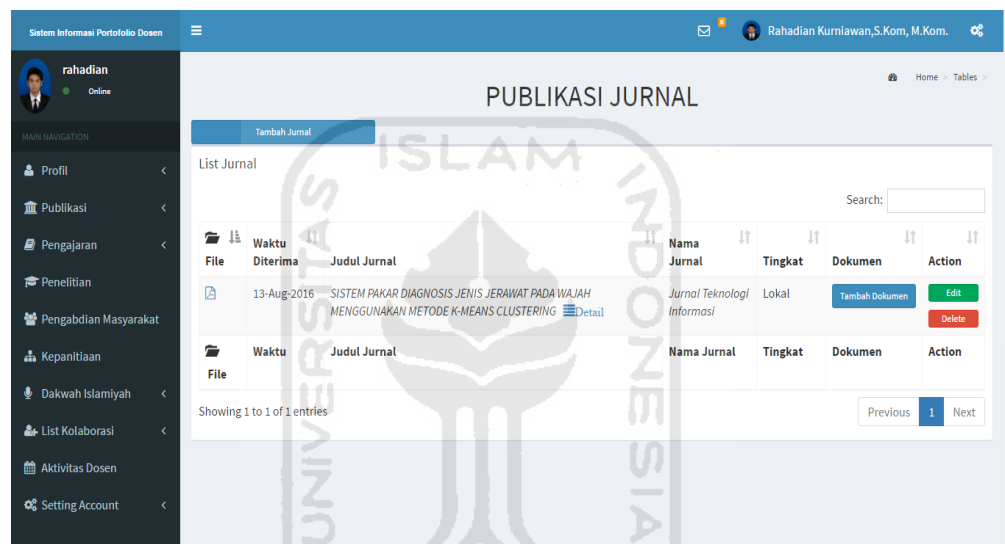 Sistem Informasi Portofolio Dosen
0
Rahadian Kurniawan,S.Kom, M.Kom.
rahadian
Online
MAIN NAVIGATION
Profil
Publikasi
Pengajaran
Penelitian
Pengabdian Masyarakat
Kepanitiaan
Dakwah Islamiyah
List Kolaborasi
Aktivitas Dosen
Setting Account
Home > Tables >
PUBLIKASI JURNAL
Tambah Jurnal
List Jurnal
Search:
File
Waktu Diterima
Judul Jurnal
Nama Jurnal
Tingkat
Dokumen
Action
13-Aug-2016
SISTEM PAKAR DIAGNOSIS JENIS JERAWAT PADA WAJAH
MENGGUNAKAN METODE K-MEANS CLUSTERING Detail
Jurnal Teknologi
Informasi
Lokal
Tambah Dokumen
Edit
Delete
File
Waktu
Judul Jurnal
Nama Jurnal
Tingkat
Dokumen
Action
Showing 1 to 1 of 1 entries
Previous 1 Next
UNIVERSITAS
ISLAM
INDONESIA